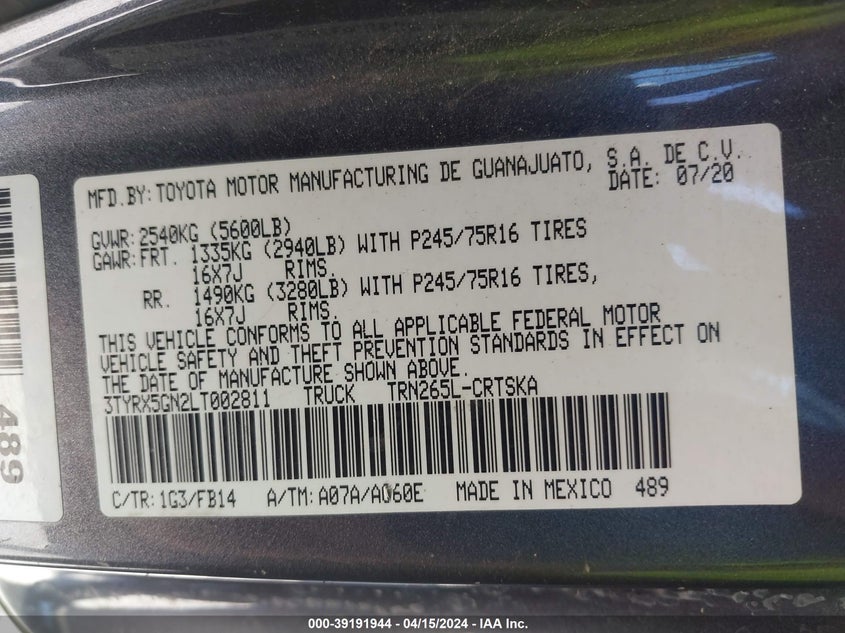 MFD.BY: TOYOTA MOTOR MANUFACTURING DE GUANAJUATO, S.A. DE C.V.
DATE: 07/20
GVWR: 2540KG (5600LB)
GAWR: FRT. 1335KG (2940LB) WITH P245/75R16 TIRES
16X7J RIMS.
RR. 1490KG (3280LB) WITH P245/75R16 TIRES,
16X7J RIMS.
THIS VEHICLE CONFORMS TO ALL APPLICABLE FEDERAL MOTOR
VEHICLE SAFETY AND THEFT PREVENTION STANDARDS IN EFFECT ON
THE DATE OF MANUFACTURE SHOWN ABOVE.
3TYRX5GN2LT002811 TRUCK TRN265L-CRTSKA
C/TR: 1G3/FB14 A/TM: A07A/AC60E MADE IN MEXICO 489
489
000-39191944 - 04/15/2024 - IAA Inc.